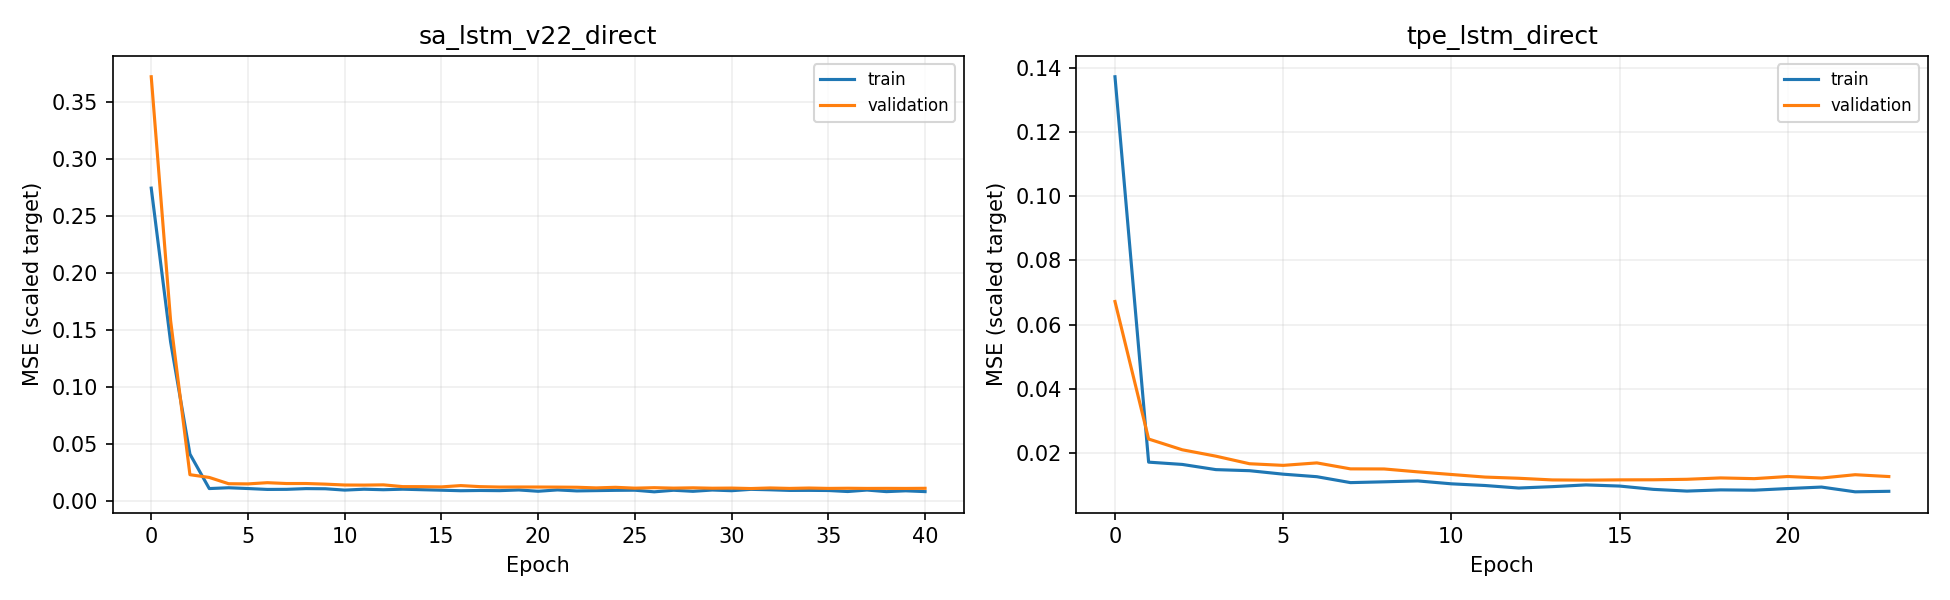 sa_lstm_v22_direct
train
validation
MSE (scaled target)
0.35
0.30
0.25
0.20
0.15
0.10
0.05
0.00
0 5 10 15 20 25 30 35 40
Epoch
tpe_lstm_direct
train
validation
MSE (scaled target)
0.14
0.12
0.10
0.08
0.06
0.04
0.02
0 5 10 15 20
Epoch